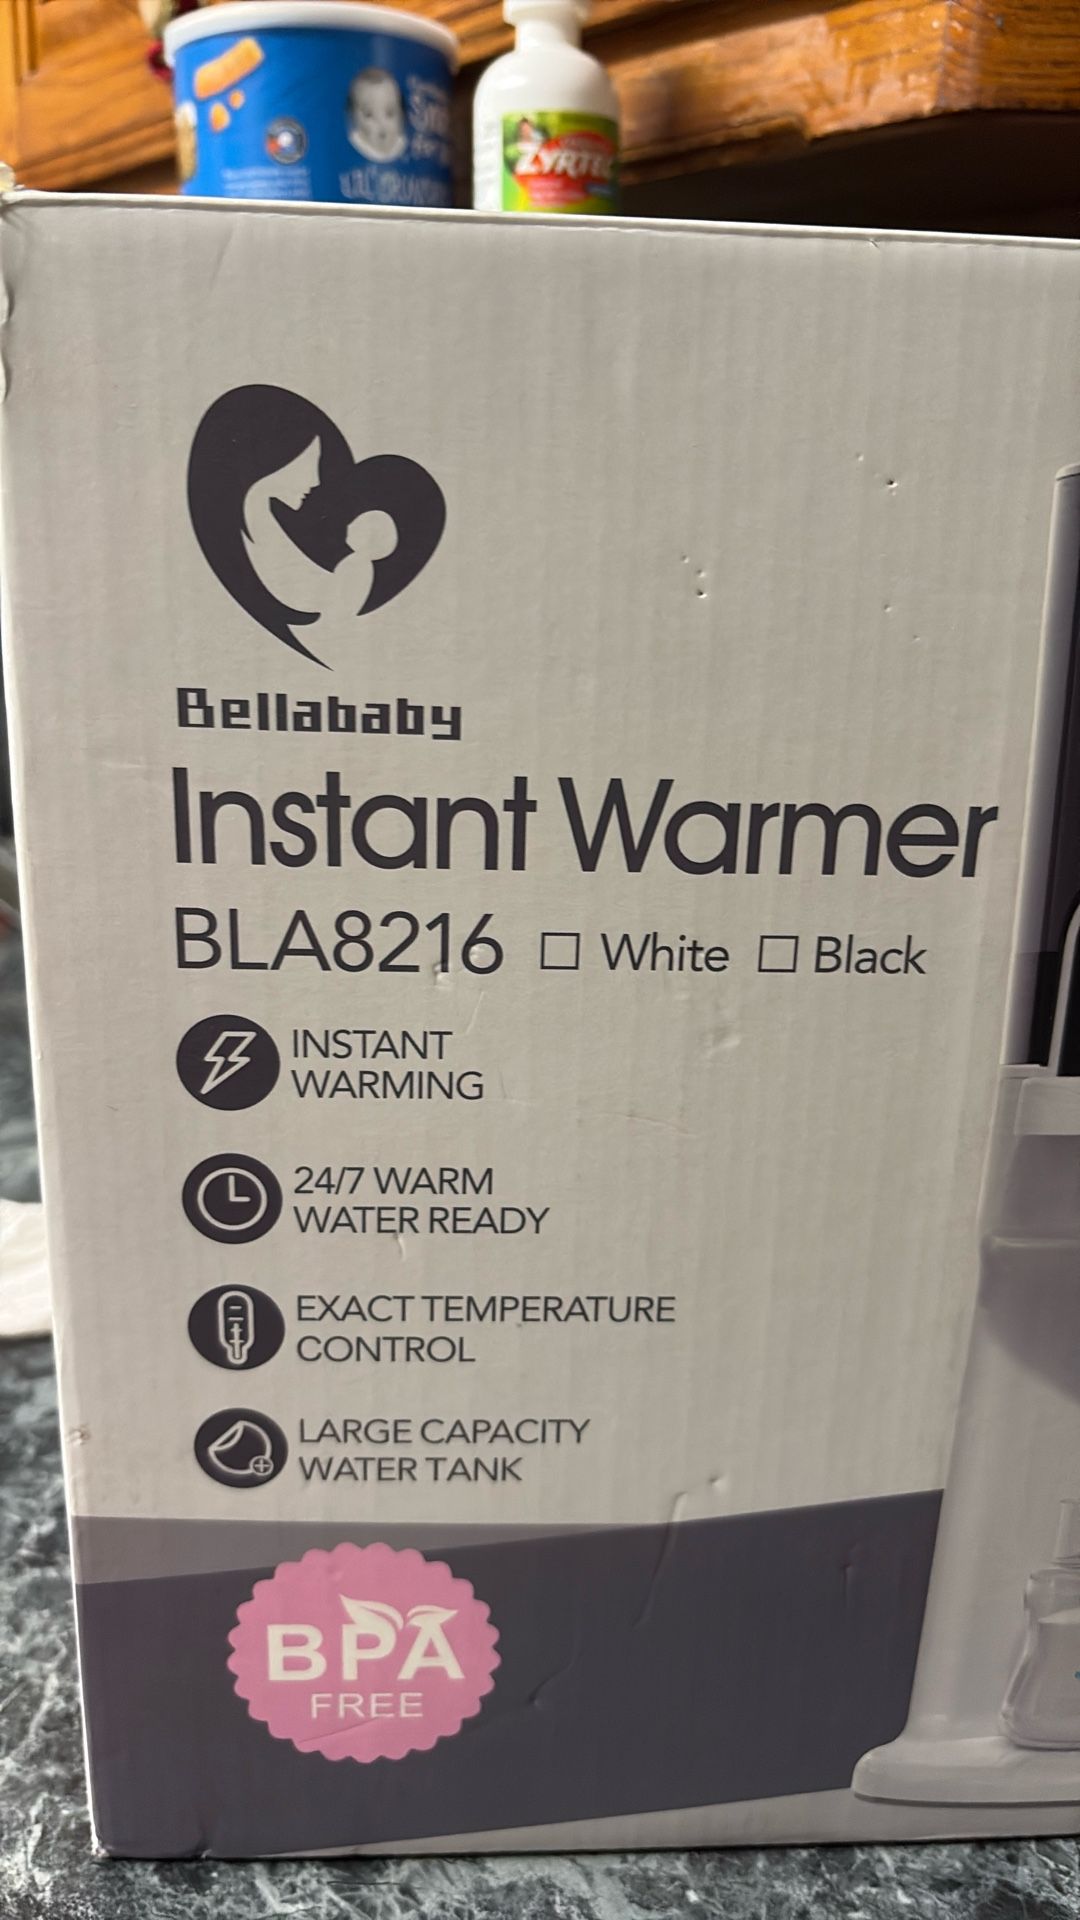 ZYRTEC
Bellababy
Instant Warmer
BLA8216 □ White □ Black
INSTANT
WARMING
24/7 WARM
WATER READY
EXACT TEMPERATURE
CONTROL
LARGE CAPACITY
WATER TANK
BPA
FREE